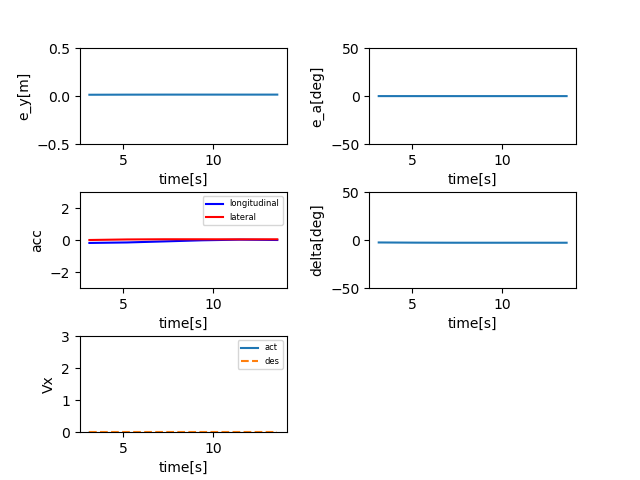 0.5
0.0
−0.5
e_y[m]
5
10
time[s]
50
0
−50
e_a[deg]
5
10
time[s]
2
0
−2
acc
longitudinal
lateral
5
10
time[s]
50
0
−50
delta[deg]
5
10
time[s]
3
2
1
0
Vx
act
des
5
10
time[s]